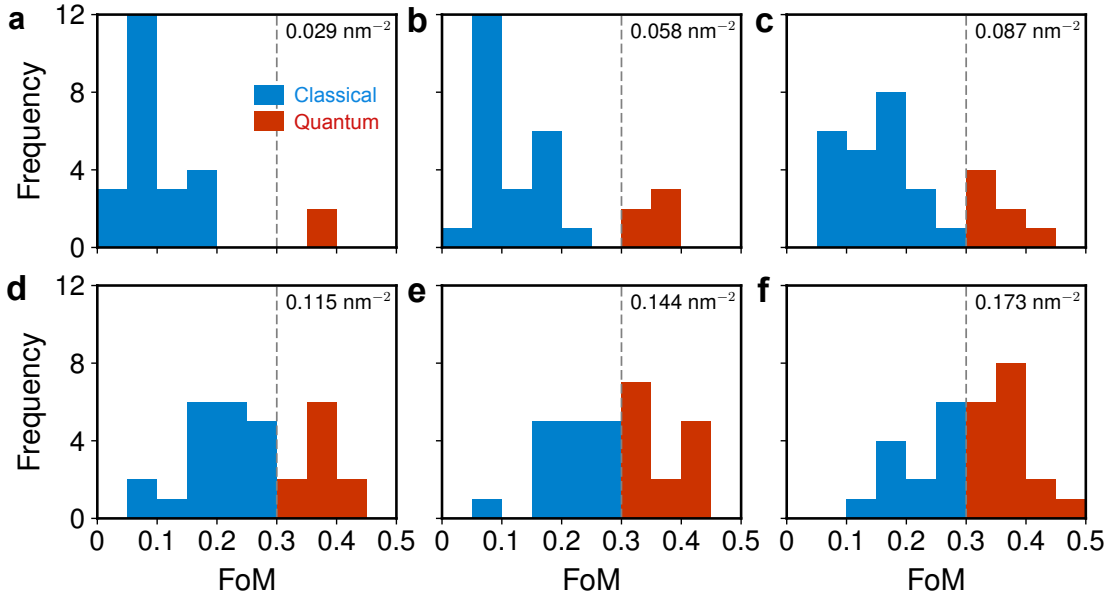 a
0.029 nm⁻²
b
0.058 nm⁻²
c
0.087 nm⁻²
12
8
4
0
Frequency
Classical
Quantum
d
0.115 nm⁻²
e
0.144 nm⁻²
f
0.173 nm⁻²
12
8
4
0
Frequency
0 0.1 0.2 0.3 0.4 0.5
0 0.1 0.2 0.3 0.4 0.5
0 0.1 0.2 0.3 0.4 0.5
FoM
FoM
FoM